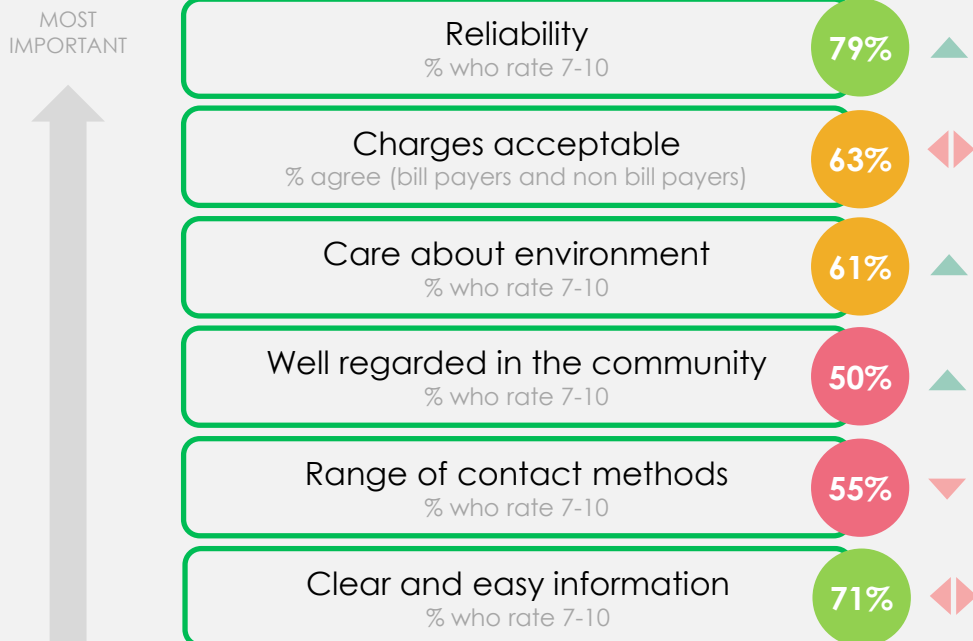 MOST
IMPORTANT
Reliability
% who rate 7-10
79%
Charges acceptable
% agree (bill payers and non bill payers)
63%
Care about environment
% who rate 7-10
61%
Well regarded in the community
% who rate 7-10
50%
Range of contact methods
% who rate 7-10
55%
Clear and easy information
% who rate 7-10
71%